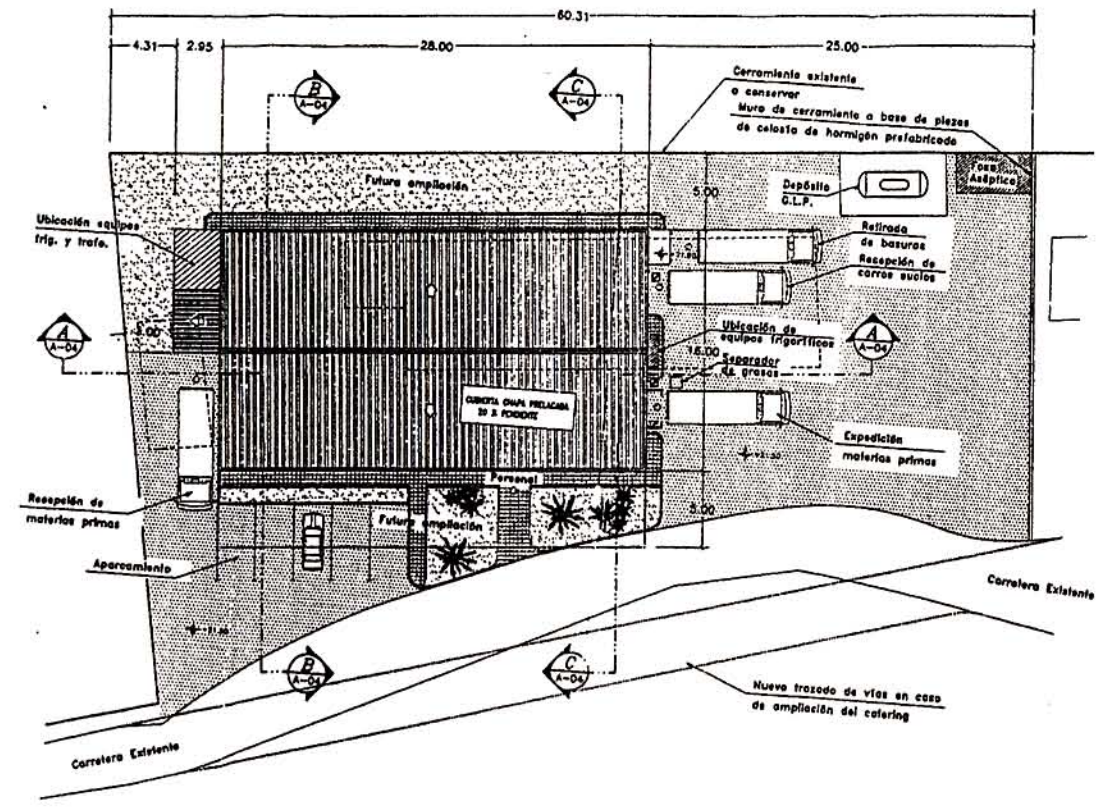 60.31
4.31
2.95
28.00
25.00
B
A-04
C
A-04
Cerramiento existente
a conservar
Muro de cerramiento a base de piezas
de celosía de hormigón prefabricado
Futura ampliación
5.00
Depósito
G.L.P.
Aséptica
Ubicación equipos
frig. y trafo.
Retirada
de basuras
Recepción de
carros sucios
A
A-04
5.00
Ubicación de
equipos frigoríficos
A
A-04
Separador
de grasas
CUBIERTA CHAPA PRELACADA
20 % PENDIENTE
Expedición
materias primas
Personal
Recepción de
materias primas
Futura ampliación
Aparcamiento
Carretera Existente
B
A-04
C
A-04
Nuevo trazado de vías en caso
de ampliación del catering
Carretera Existente